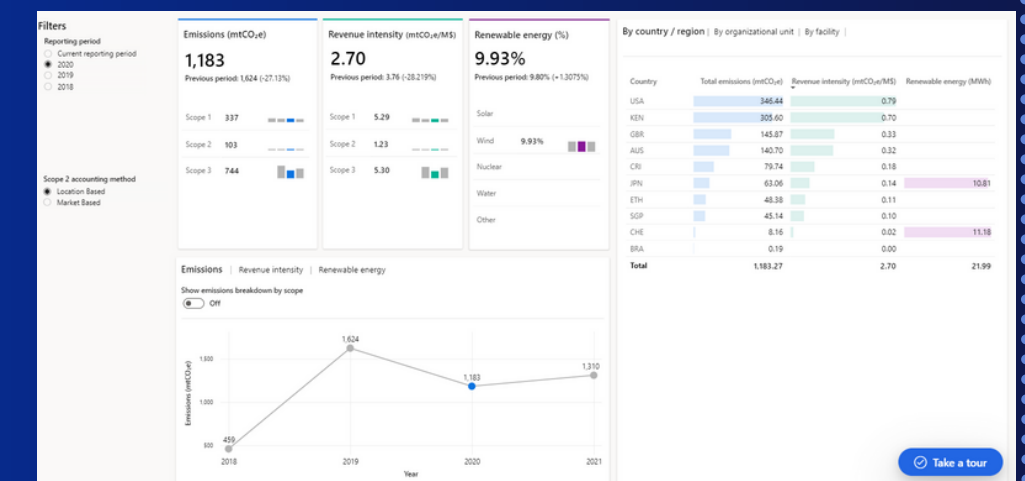 Filters
Reporting period
Current reporting period
2020
2019
2018
Scope 2 accounting method
Location Based
Market Based
Emissions (mtCO₂e)
1,183
Previous period: 1,624 (-27.13%)
Scope 1 337
Scope 2 103
Scope 3 744
Revenue intensity (mtCO₂e/M$)
2.70
Previous period: 3.76 (-28.219%)
Scope 1 5.29
Scope 2 1.23
Scope 3 5.30
Renewable energy (%)
9.93%
Previous period: 9.80% (+1.3075%)
Solar
Wind 9.93%
Nuclear
Water
Other
Emissions | Revenue intensity | Renewable energy
Show emissions breakdown by scope
Off
Emissions (mtCO₂e)
1,500
1,000
500
459
1,624
1,183
1,310
2018 2019 2020 2021
Year
By country / region | By organizational unit | By facility |
Country Total emissions (mtCO₂e) Revenue intensity (mtCO₂e/M$) Renewable energy (MWh)
USA 346.44 0.79
KEN 305.60 0.70
GBR 145.87 0.33
AUS 140.70 0.32
CRI 79.74 0.18
JPN 63.06 0.14 10.81
ETH 48.38 0.11
SGP 45.14 0.10
CHE 8.16 0.02 11.18
BRA 0.19 0.00
Total 1,183.27 2.70 21.99
Take a tour